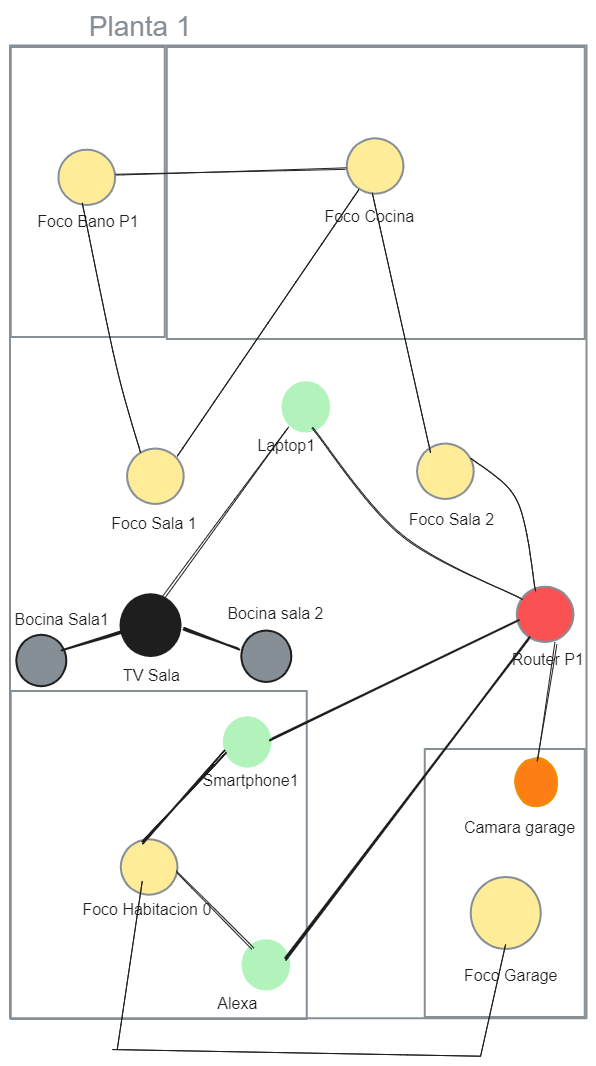 Planta 1
Foco Bano P1
Foco Cocina
Laptop1
Foco Sala 1
Foco Sala 2
Bocina Sala1
Bocina sala 2
TV Sala
Router P1
Smartphone1
Camara garage
Foco Habitacion 0
Foco Garage
Alexa